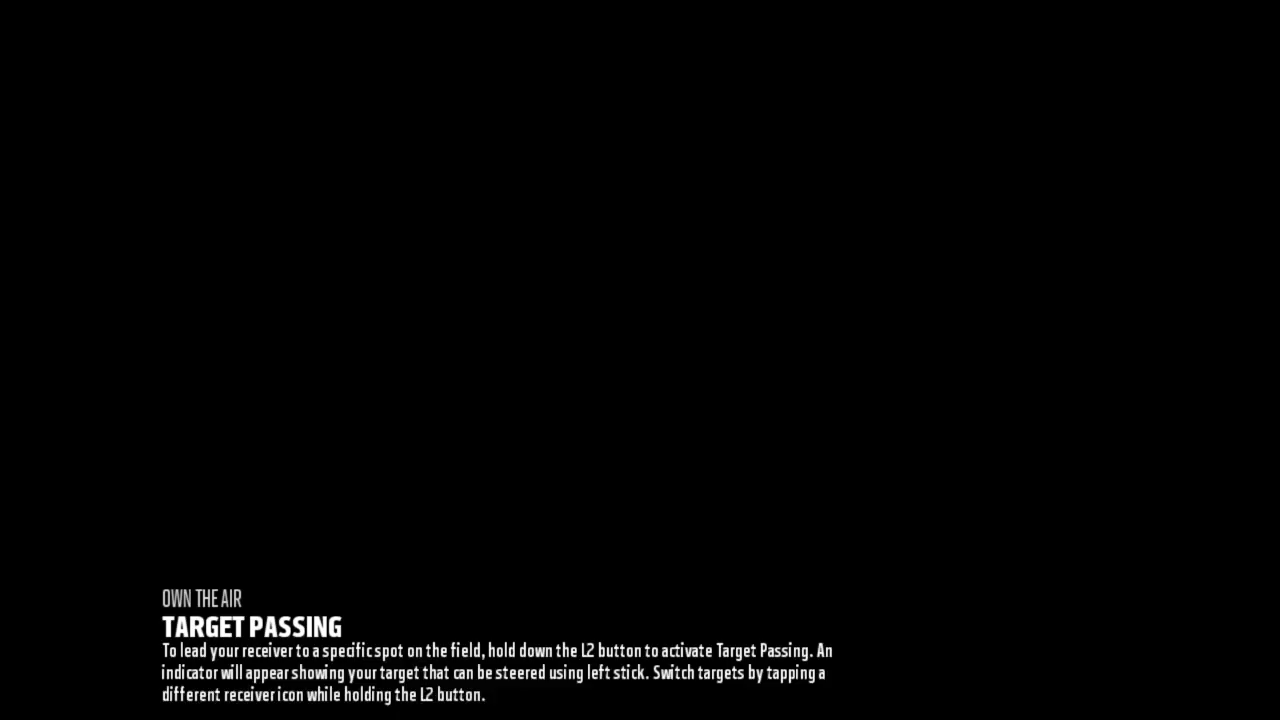 OWN THE AIR
TARGET PASSING
To lead your receiver to a specific spot on the field, hold down the L2 button to activate Target Passing. An
indicator will appear showing your target that can be steered using left stick. Switch targets by tapping a
different receiver icon while holding the L2 button.